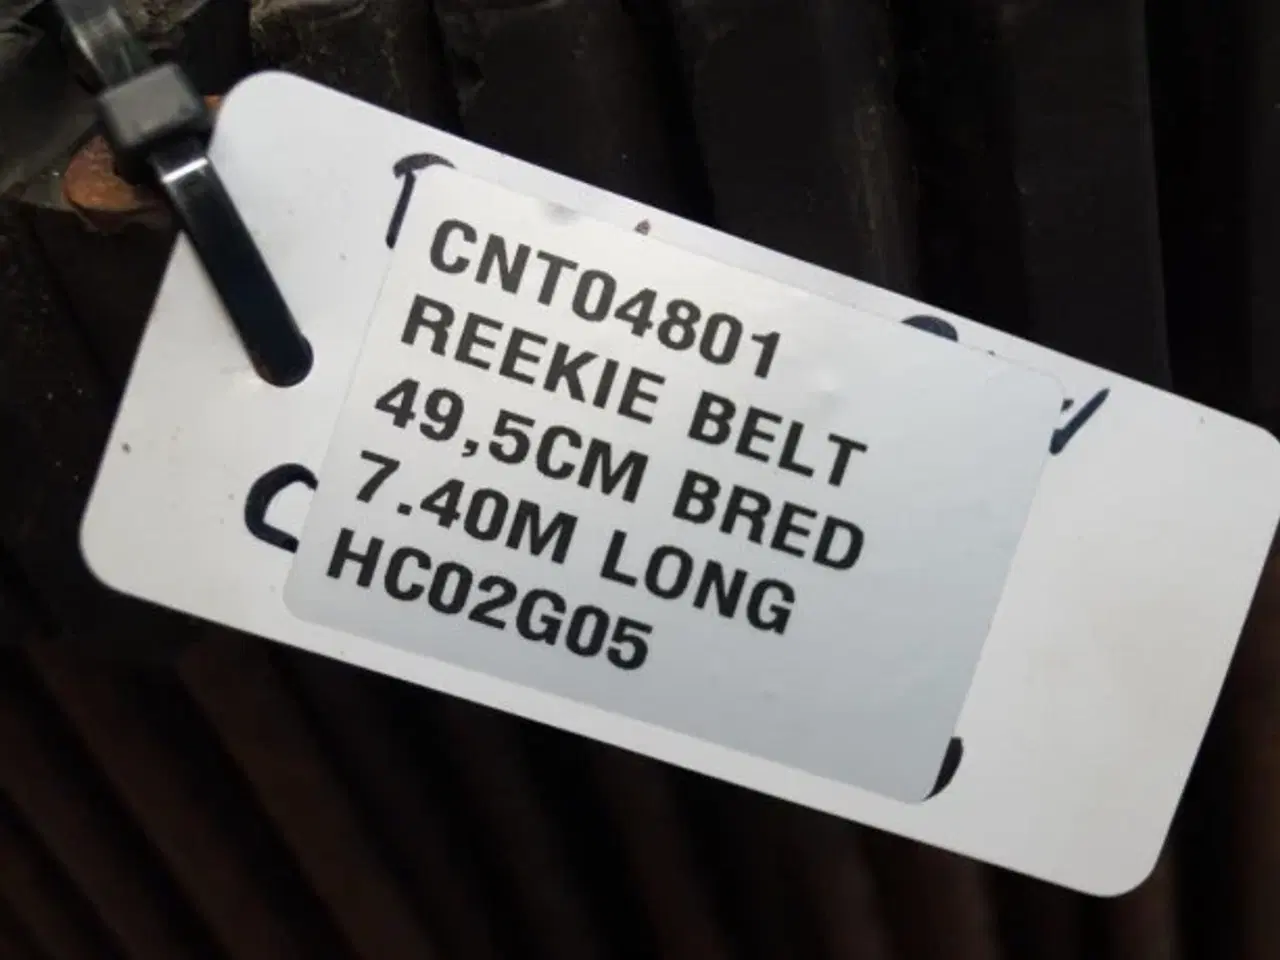 CNT04801
REEKIE BELT
49,5CM BRED
7.40M LONG
HC02G05